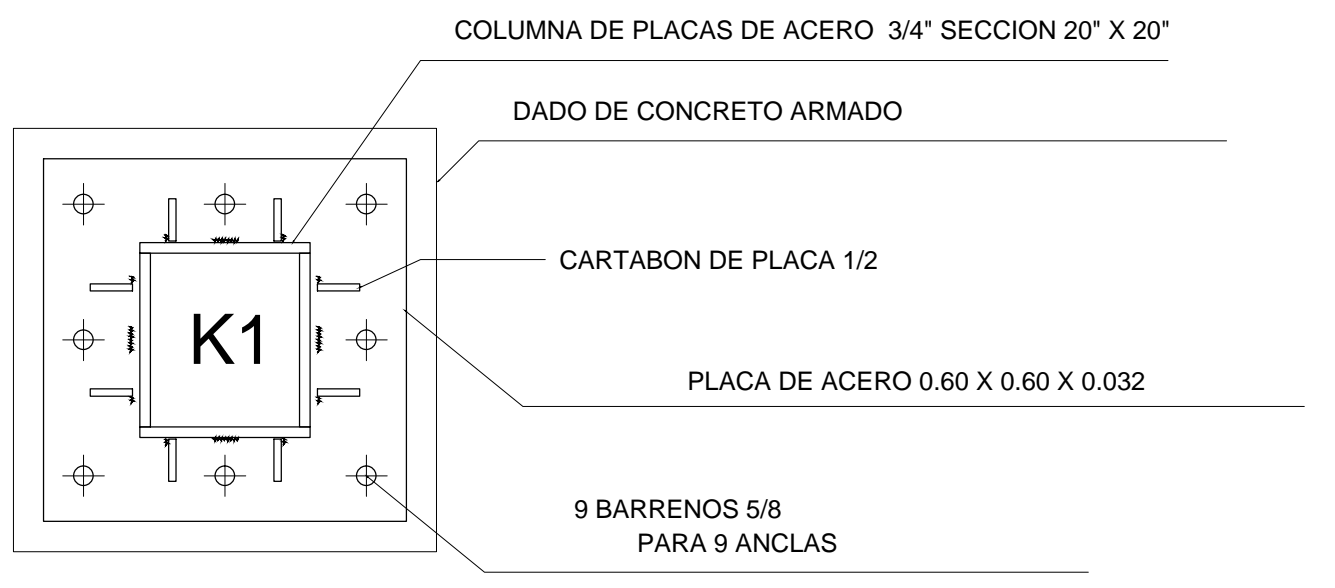 COLUMNA DE PLACAS DE ACERO 3/4" SECCION 20" X 20"
DADO DE CONCRETO ARMADO
CARTABON DE PLACA 1/2
K1
PLACA DE ACERO 0.60 X 0.60 X 0.032
9 BARRENOS 5/8
PARA 9 ANCLAS